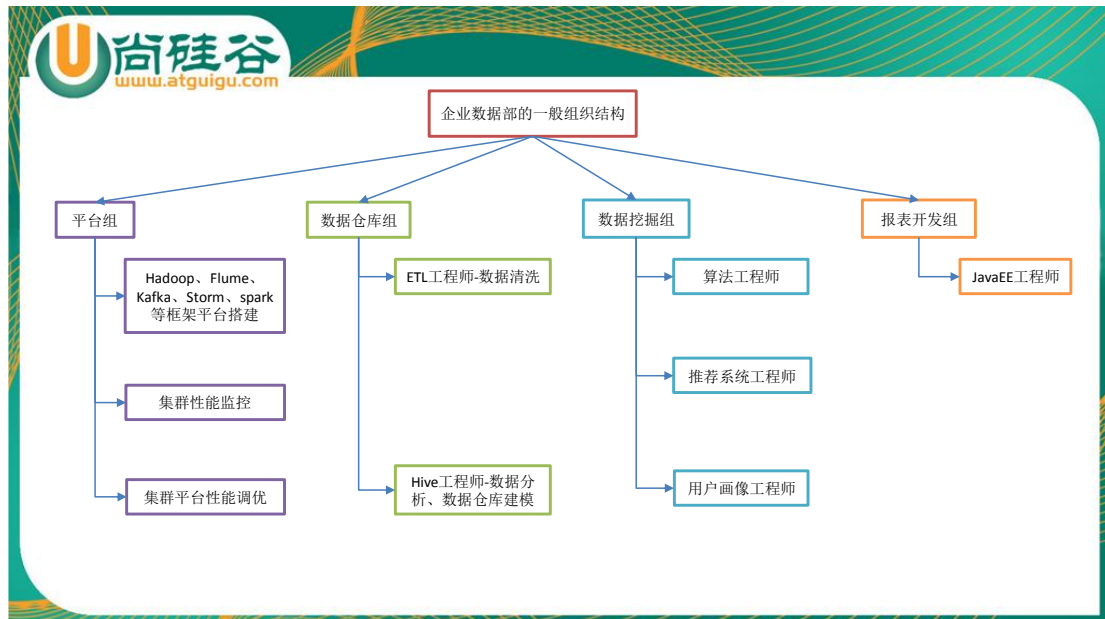 尚硅谷
www.atguigu.com
企业数据部的一般组织结构
平台组
数据仓库组
数据挖掘组
报表开发组
Hadoop、Flume、
Kafka、Storm、spark
等框架平台搭建
ETL工程师-数据清洗
算法工程师
JavaEE工程师
集群性能监控
推荐系统工程师
集群平台性能调优
Hive工程师-数据分
析、数据仓库建模
用户画像工程师